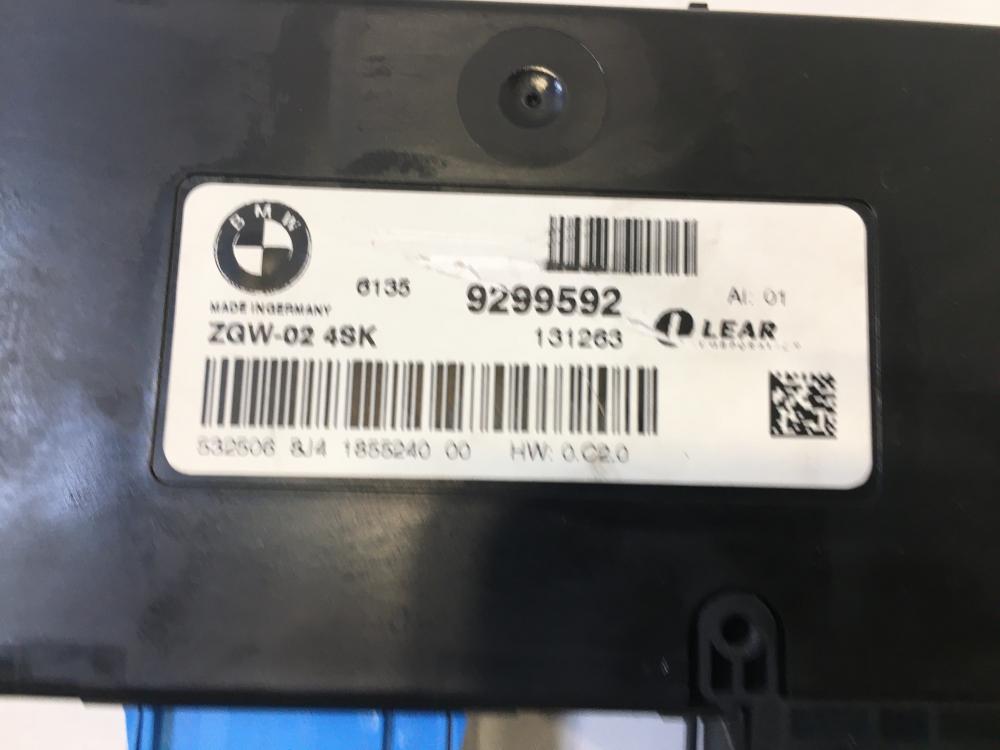 BMW
MADE IN GERMANY
6135 9299592 AI: 01
ZGW-02 4SK 131263 LEAR
CORPORATION
532506 8J4 1855240 00 HW: 0.C2.0